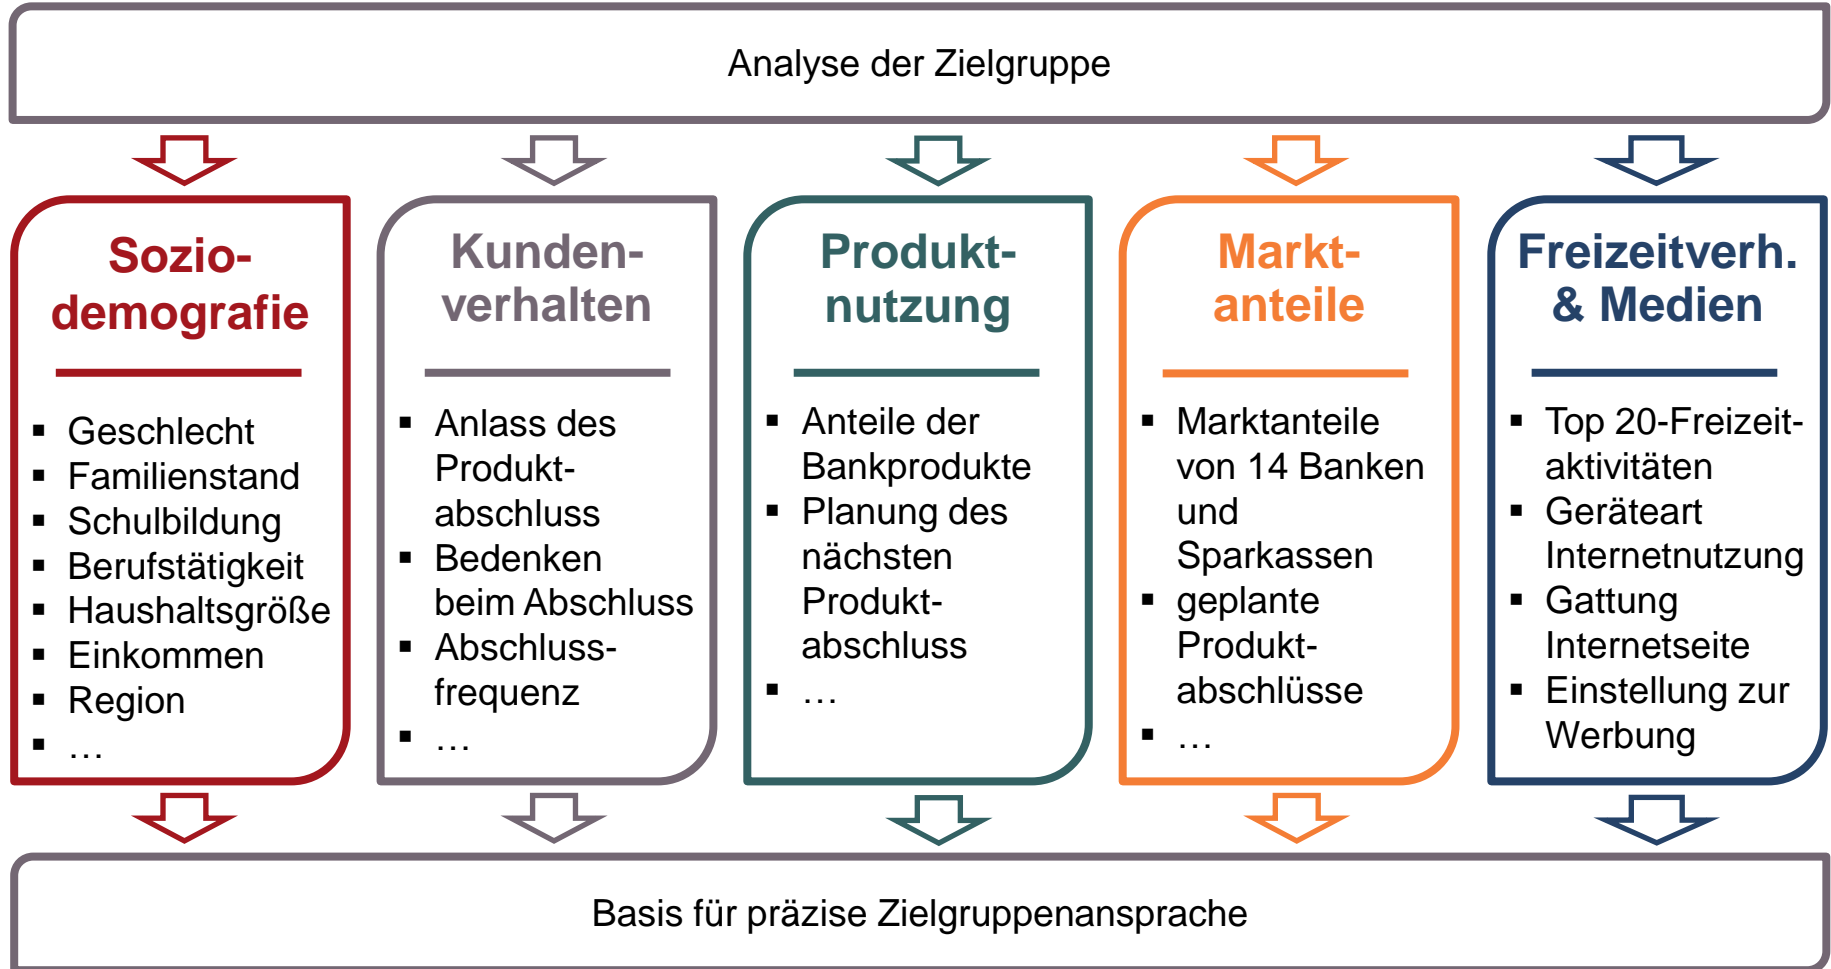 Analyse der Zielgruppe
Sozio-
demografie
▪ Geschlecht
▪ Familienstand
▪ Schulbildung
▪ Berufstätigkeit
▪ Haushaltsgröße
▪ Einkommen
▪ Region
▪ …
Kunden-
verhalten
▪ Anlass des
Produkt-
abschluss
▪ Bedenken
beim Abschluss
▪ Abschluss-
frequenz
▪ …
Produkt-
nutzung
▪ Anteile der
Bankprodukte
▪ Planung des
nächsten
Produkt-
abschluss
▪ …
Markt-
anteile
▪ Marktanteile
von 14 Banken
und
Sparkassen
▪ geplante
Produkt-
abschlüsse
▪ …
Freizeitverh.
& Medien
▪ Top 20-Freizeit-
aktivitäten
▪ Geräteart
Internetnutzung
▪ Gattung
Internetseite
▪ Einstellung zur
Werbung
Basis für präzise Zielgruppenansprache